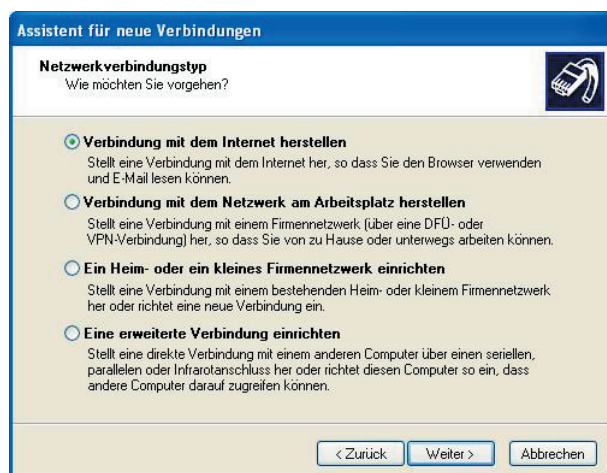 Assistent für neue Verbindungen
Netzwerkverbindungstyp
Wie möchten Sie vorgehen?
Verbindung mit dem Internet herstellen
Stellt eine Verbindung mit dem Internet her, so dass Sie den Browser verwenden
und E-Mail lesen können.
Verbindung mit dem Netzwerk am Arbeitsplatz herstellen
Stellt eine Verbindung mit einem Firmennetzwerk (über eine DFÜ- oder
VPN-Verbindung) her, so dass Sie von zu Hause oder unterwegs arbeiten können.
Ein Heim- oder ein kleines Firmennetzwerk einrichten
Stellt eine Verbindung mit einem bestehenden Heim- oder kleinem Firmennetzwerk
her oder richtet eine neue Verbindung ein.
Eine erweiterte Verbindung einrichten
Stellt eine direkte Verbindung mit einem anderen Computer über einen seriellen,
parallelen oder Infrarotanschluss her oder richtet diesen Computer so ein, dass
andere Computer darauf zugreifen können.
< Zurück Weiter > Abbrechen